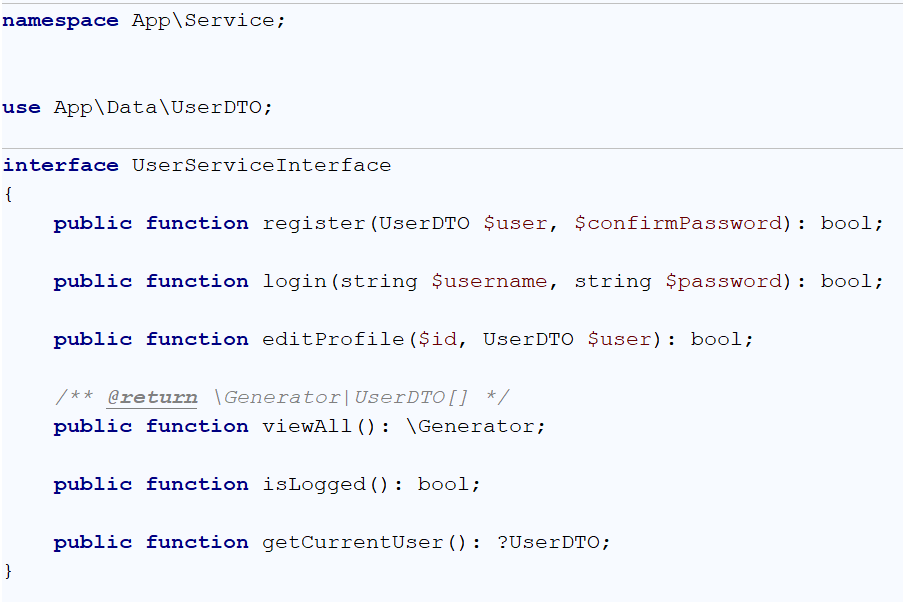 namespace App\Service;
use App\Data\UserDTO;
interface UserServiceInterface
{
    public function register(UserDTO $user, $confirmPassword): bool;
    public function login(string $username, string $password): bool;
    public function editProfile($id, UserDTO $user): bool;
    /** @return \Generator|UserDTO[] */
    public function viewAll(): \Generator;
    public function isLogged(): bool;
    public function getCurrentUser(): ?UserDTO;
}